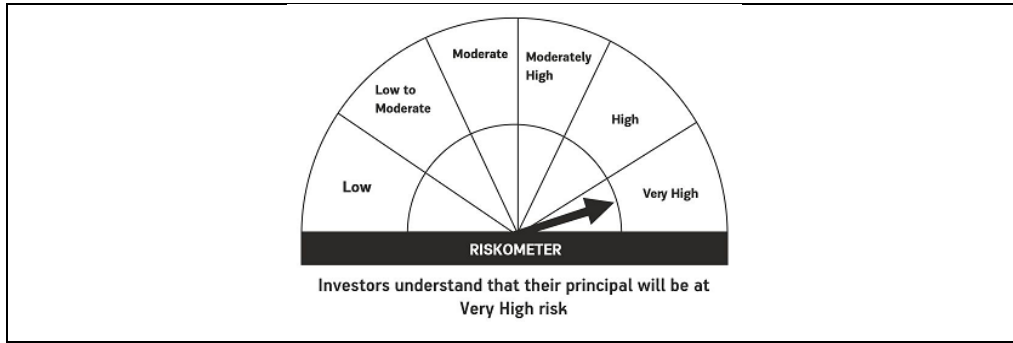 Moderate
Moderately
High
Low to
Moderate
High
Low
Very High
RISKOMETER
Investors understand that their principal will be at
Very High risk